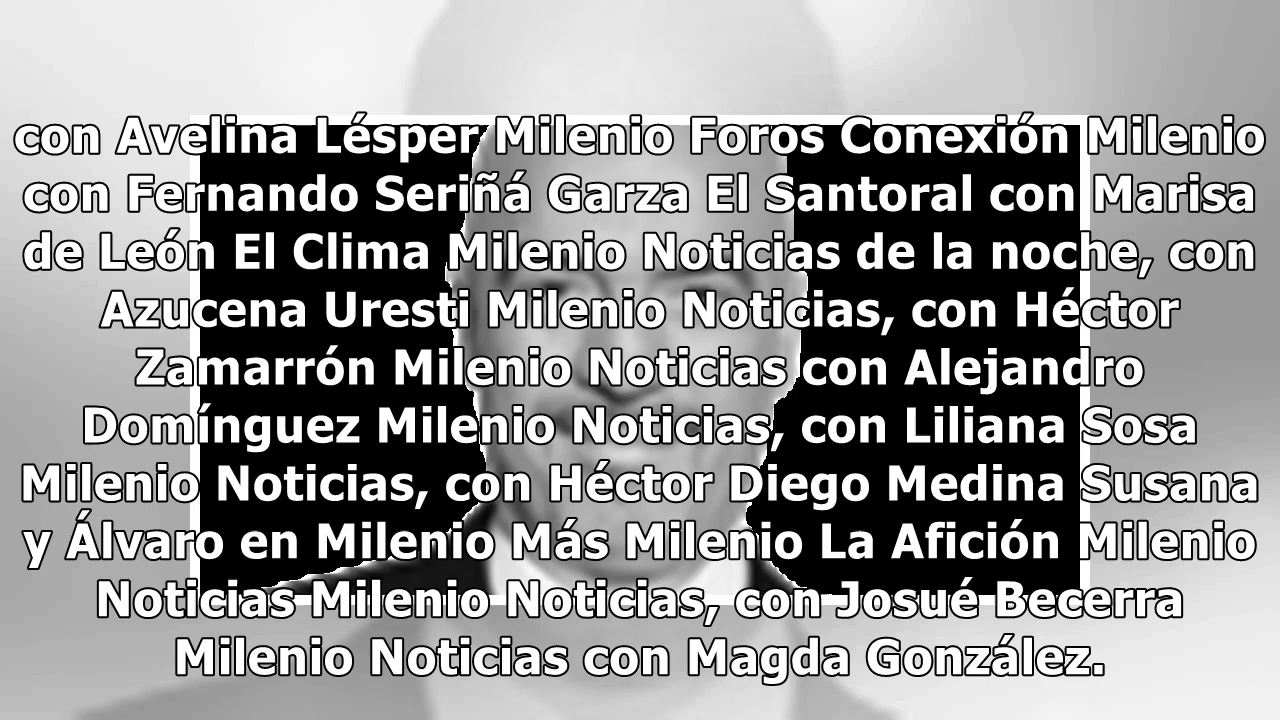 con Avelina Lésper Milenio Foros Conexión Milenio
con Fernando Seriñá Garza El Santoral con Marisa
de León El Clima Milenio Noticias de la noche, con
Azucena Uresti Milenio Noticias, con Héctor
Zamarrón Milenio Noticias con Alejandro
Domínguez Milenio Noticias, con Liliana Sosa
Milenio Noticias, con Héctor Diego Medina Susana
y Álvaro en Milenio Más Milenio La Afición Milenio
Noticias Milenio Noticias, con Josué Becerra
Milenio Noticias con Magda González.